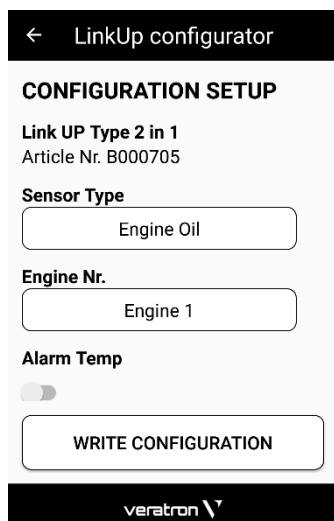 LinkUp configurator
CONFIGURATION SETUP
Link UP Type 2 in 1
Article Nr. B000705
Sensor Type
Engine Oil
Engine Nr.
Engine 1
Alarm Temp
WRITE CONFIGURATION
veratron